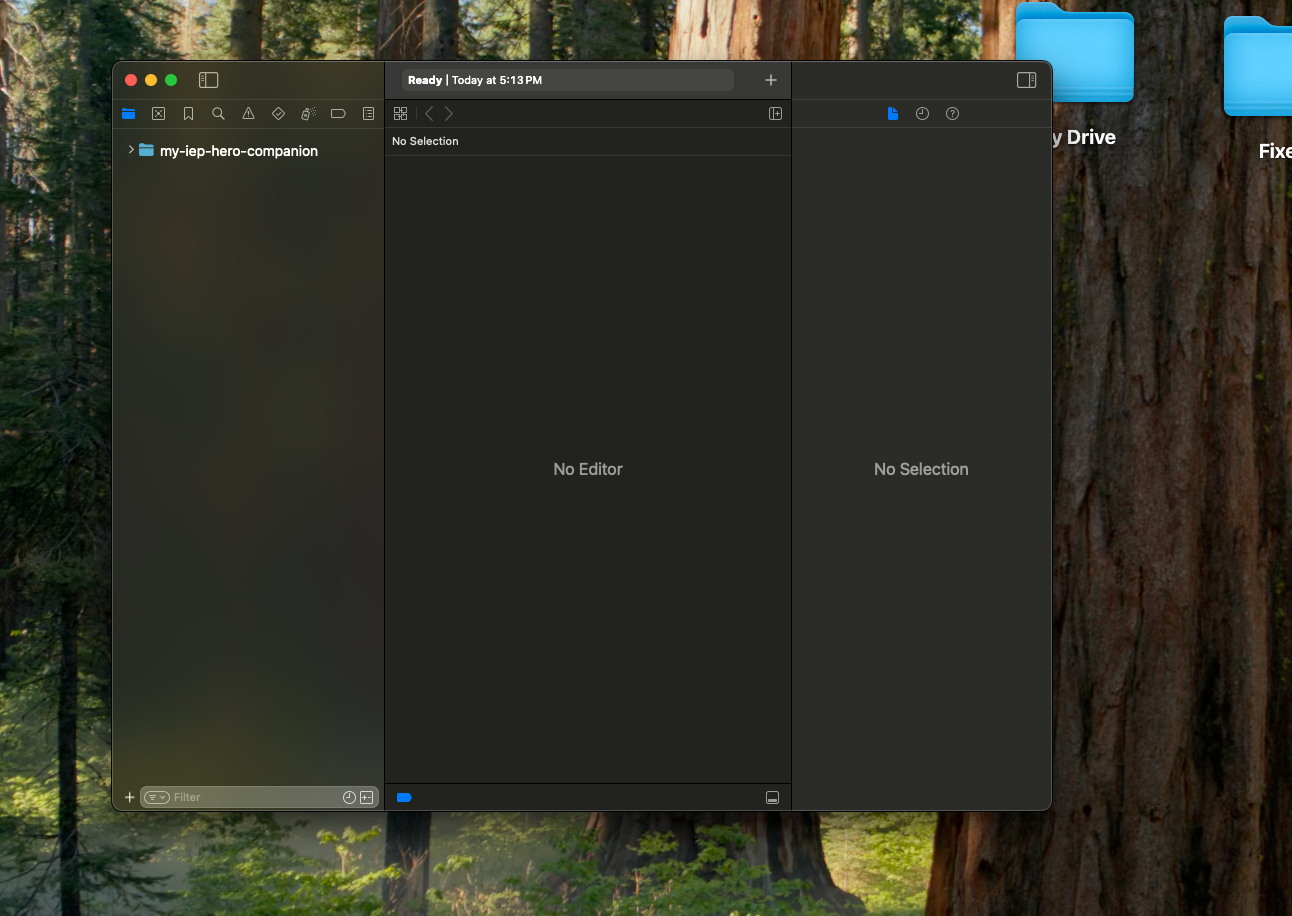 Ready | Today at 5:13 PM
No Selection
my-iep-hero-companion
No Editor
No Selection
Filter
y Drive
Fixe